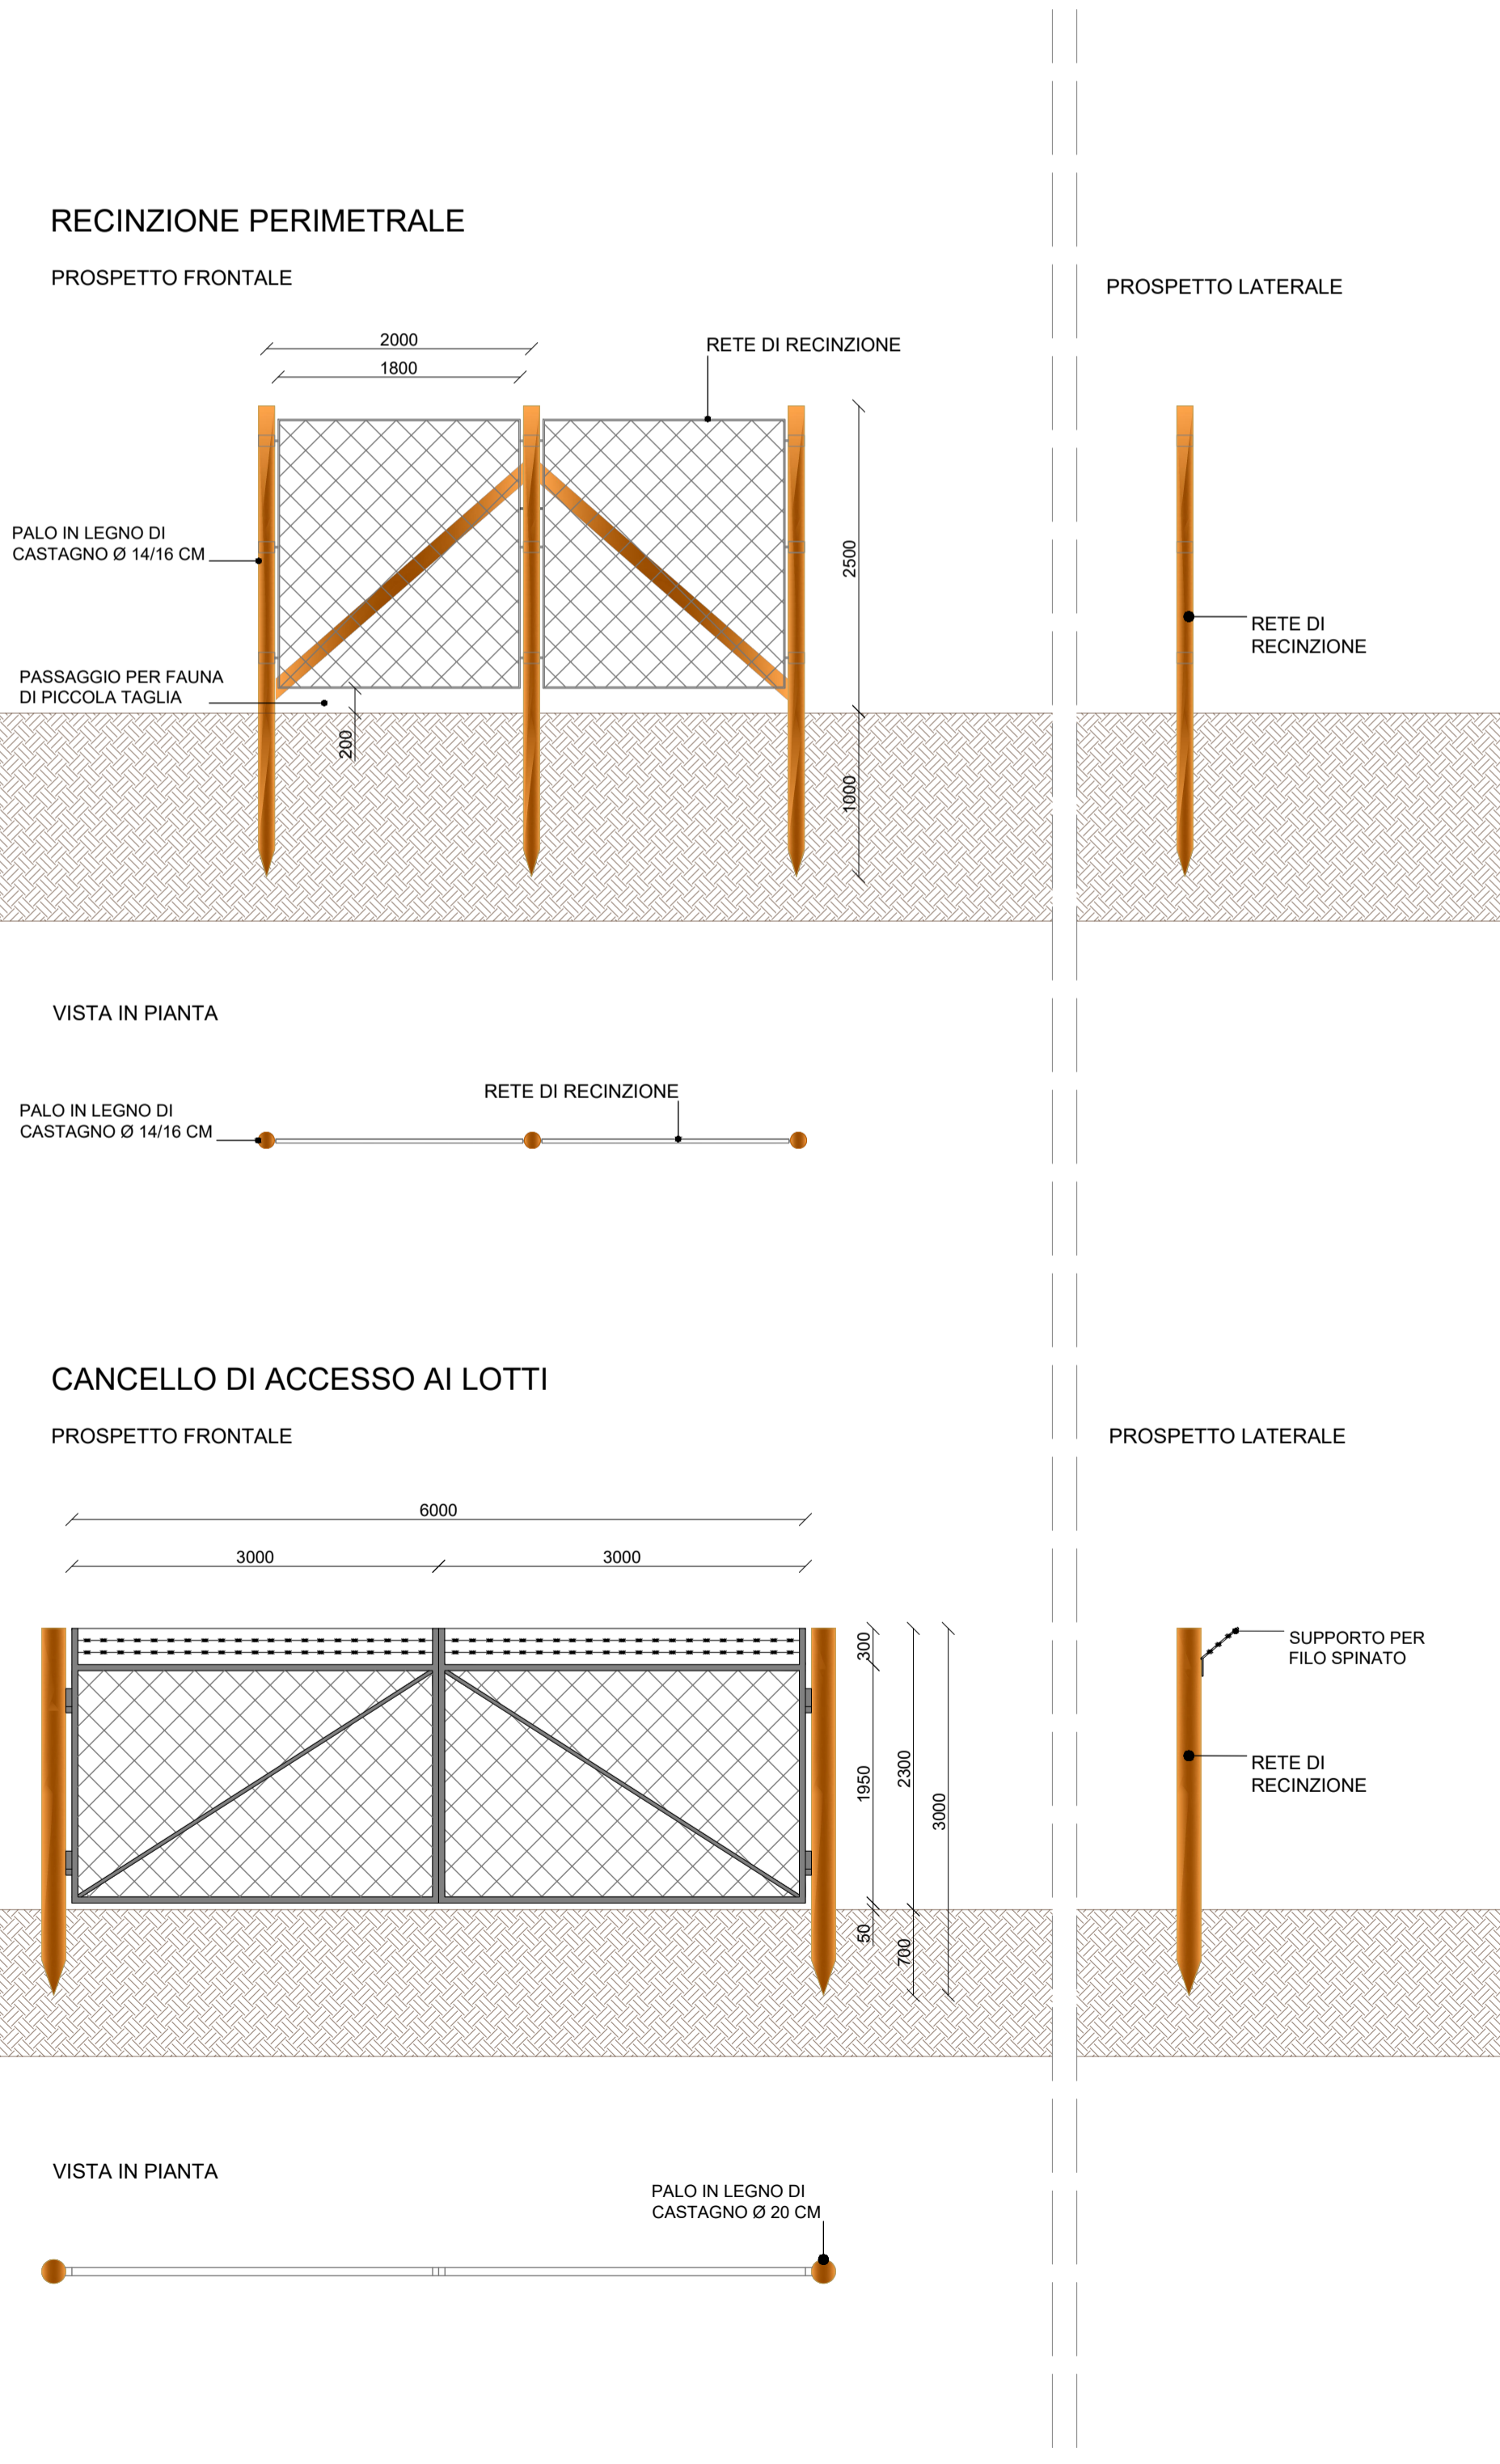 RECINZIONE PERIMETRALE
PROSPETTO FRONTALE
PROSPETTO LATERALE
2000
1800
RETE DI RECINZIONE
PALO IN LEGNO DI
CASTAGNO Ø 14/16 CM
2500
RETE DI
RECINZIONE
PASSAGGIO PER FAUNA
DI PICCOLA TAGLIA
200
1000
VISTA IN PIANTA
RETE DI RECINZIONE
PALO IN LEGNO DI
CASTAGNO Ø 14/16 CM
CANCELLO DI ACCESSO AI LOTTI
PROSPETTO FRONTALE
PROSPETTO LATERALE
6000
3000
3000
300
SUPPORTO PER
FILO SPINATO
1950
2300
3000
RETE DI
RECINZIONE
50
700
VISTA IN PIANTA
PALO IN LEGNO DI
CASTAGNO Ø 20 CM